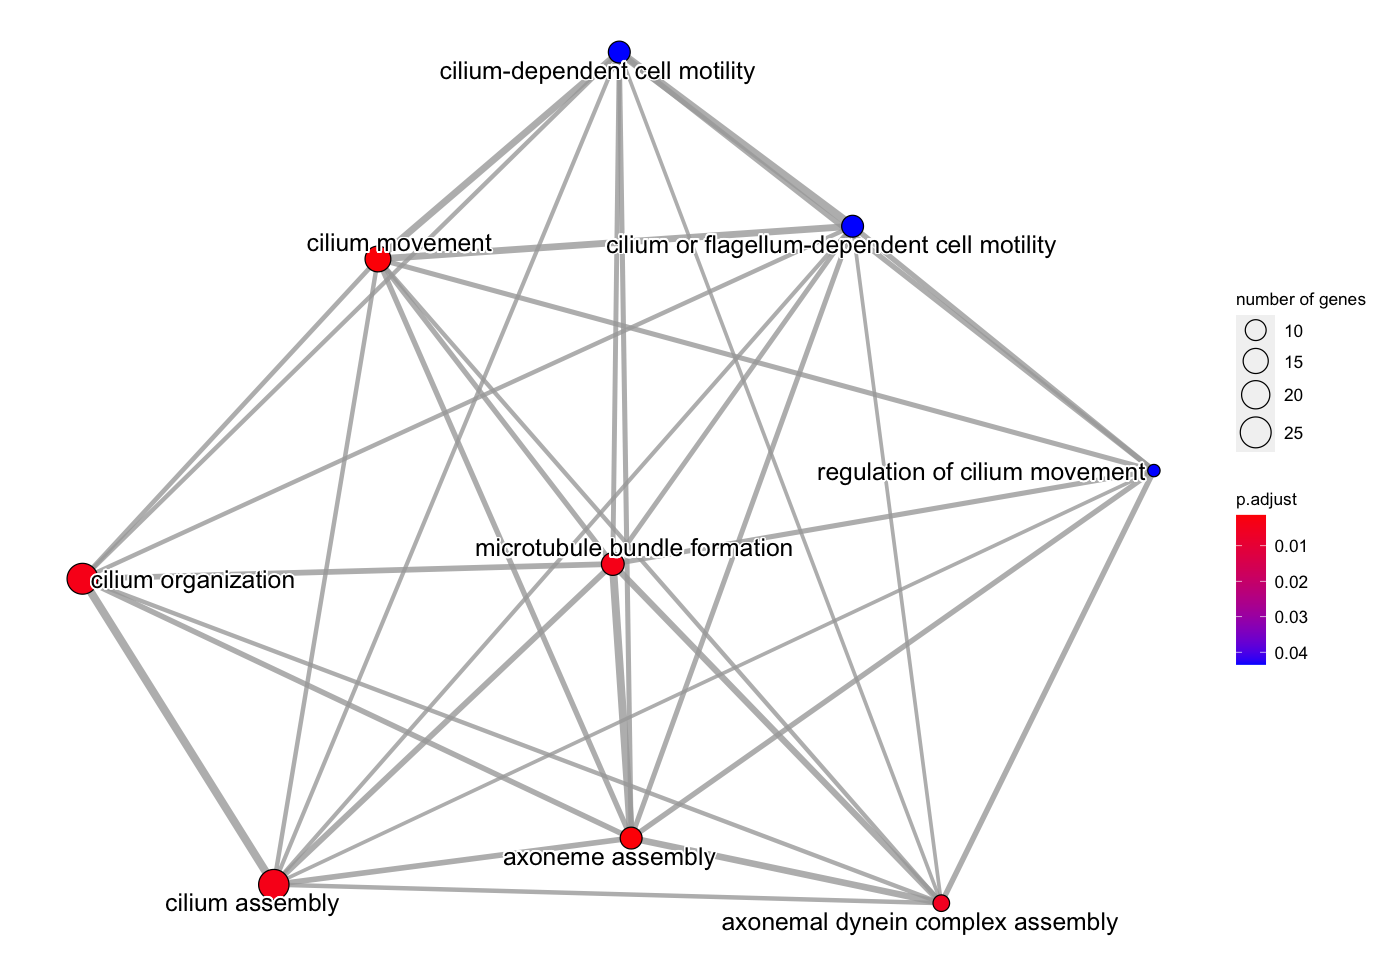 cilium-dependent cell motility
cilium movement
cilium or flagellum-dependent cell motility
number of genes
10
15
20
25
regulation of cilium movement
p.adjust
0.01
0.02
0.03
0.04
microtubule bundle formation
cilium organization
axoneme assembly
cilium assembly
axonemal dynein complex assembly